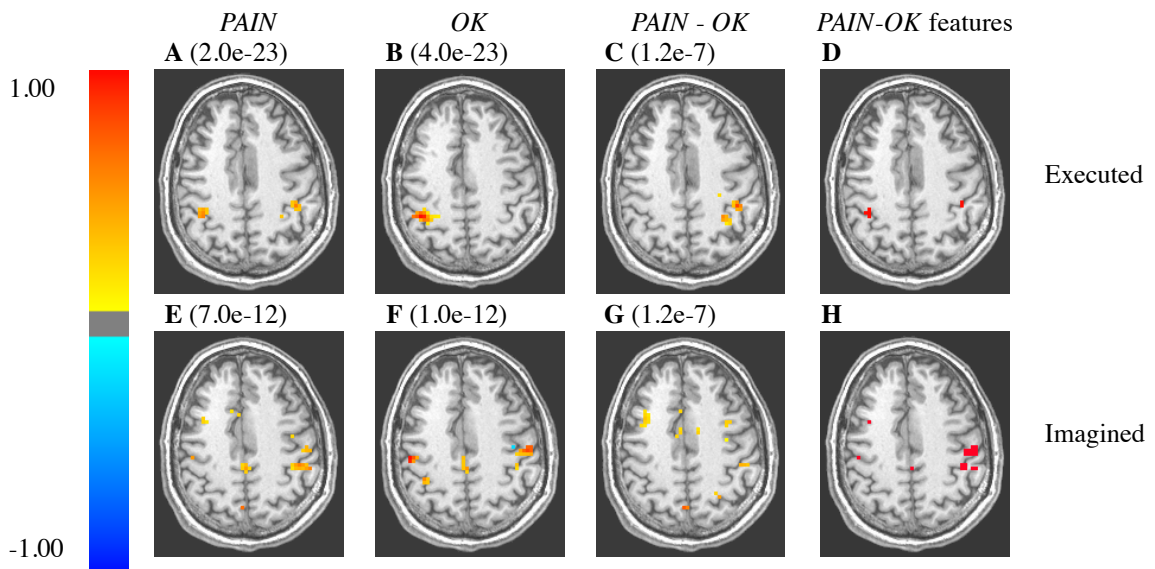 PAIN OK PAIN - OK PAIN-OK features
A (2.0e-23) B (4.0e-23) C (1.2e-7) D
1.00
Executed
E (7.0e-12) F (1.0e-12) G (1.2e-7) H
Imagined
-1.00